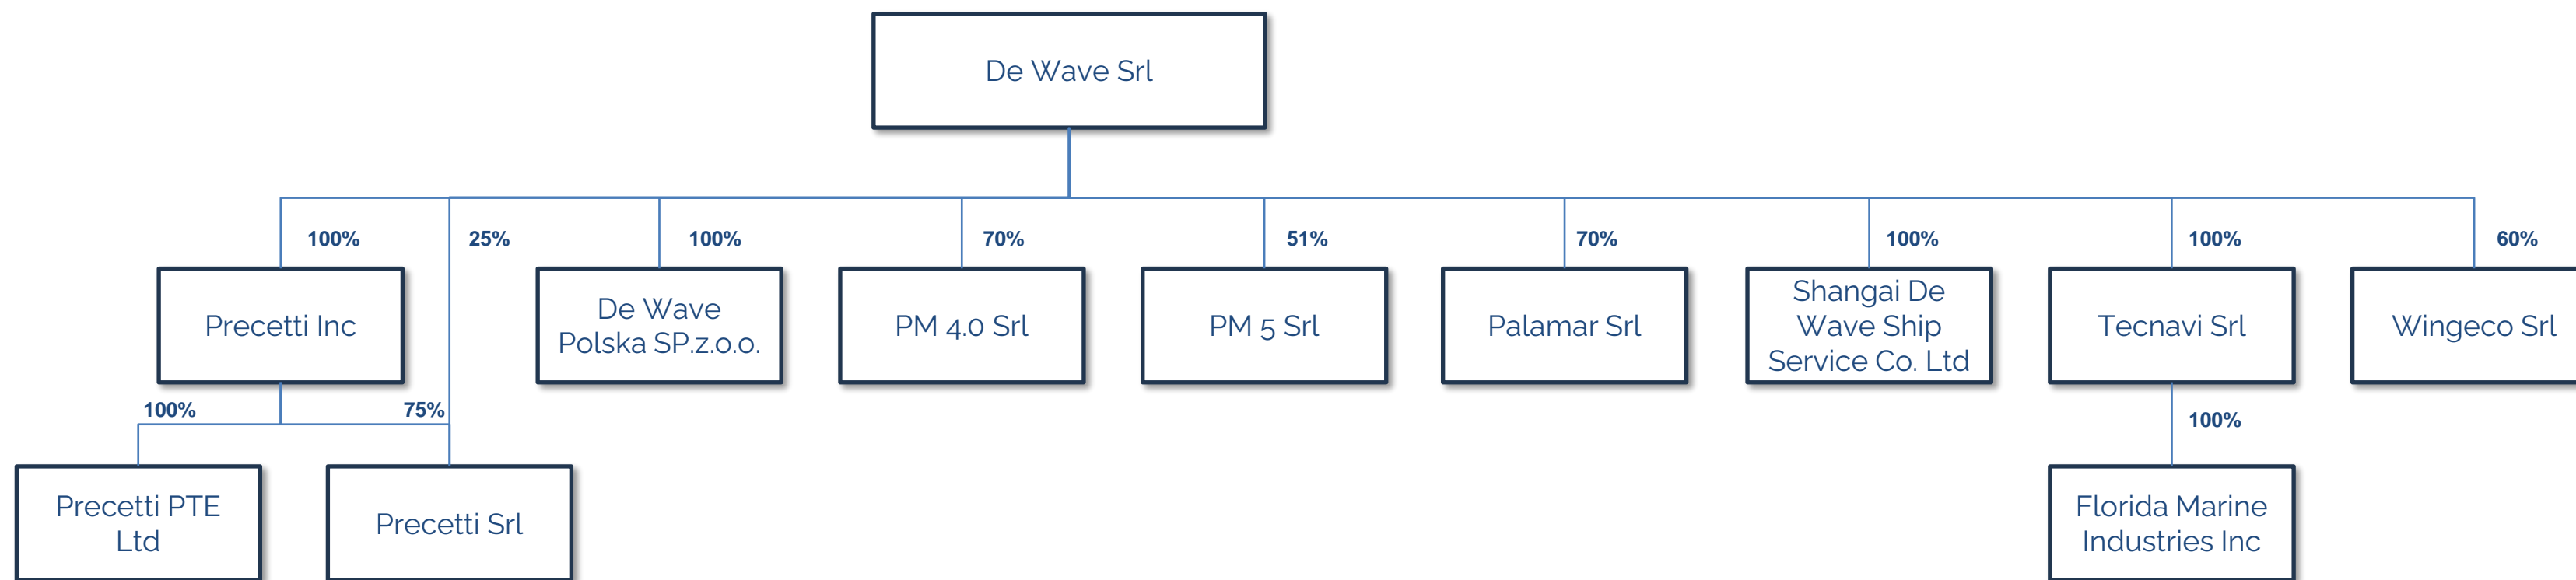 De Wave Srl
100%
25%
100%
70%
51%
70%
100%
100%
60%
Precetti Inc
De Wave
Polska SP.z.o.o.
PM 4.0 Srl
PM 5 Srl
Palamar Srl
Shangai De
Wave Ship
Service Co. Ltd
Tecnavi Srl
Wingeco Srl
100%
75%
100%
Precetti PTE
Ltd
Precetti Srl
Florida Marine
Industries Inc